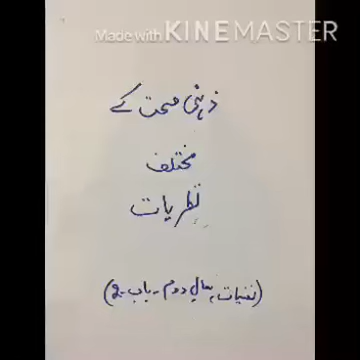 Made with KINEMASTER
ذہنی صحت کے
مختلف
نظریات
(نفسیات، سالِ دوم - باب 2)